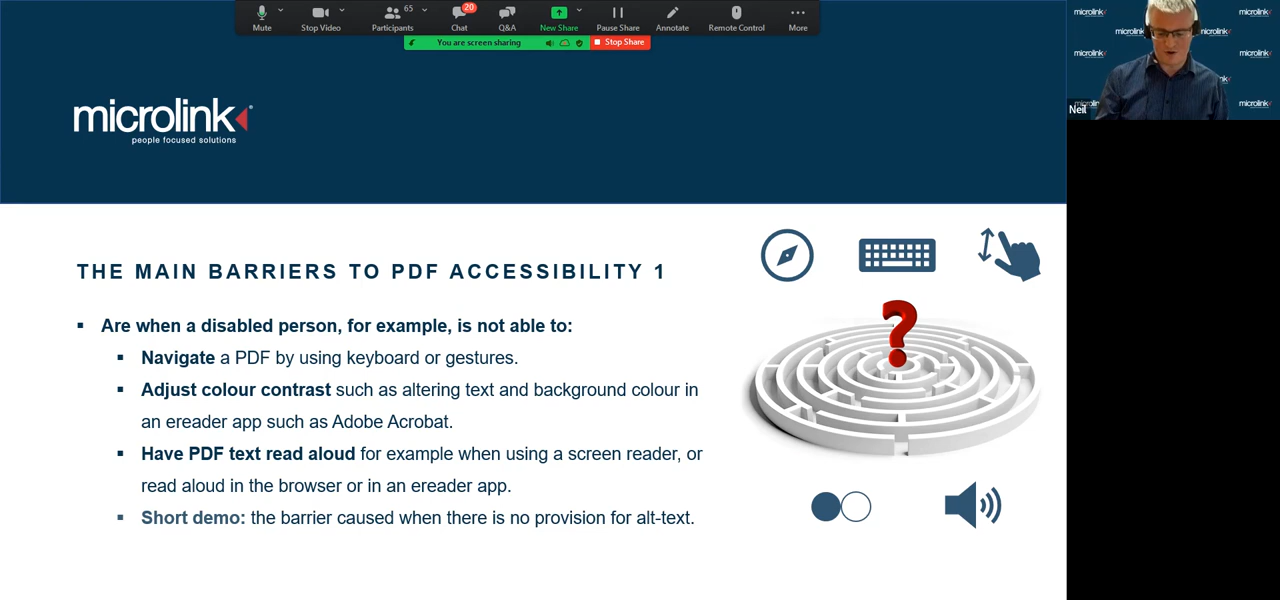 65
20
Mute
Stop Video
Participants
Chat
Q&A
New Share
Pause Share
Annotate
Remote Control
More
You are screen sharing
Stop Share
microlink
people focused solutions
microlink
microlink
microlink
microlink
microlink
microlink
microlink
Neil
THE MAIN BARRIERS TO PDF ACCESSIBILITY 1
▪ Are when a disabled person, for example, is not able to:
▪ Navigate a PDF by using keyboard or gestures.
▪ Adjust colour contrast such as altering text and background colour in
an ereader app such as Adobe Acrobat.
▪ Have PDF text read aloud for example when using a screen reader, or
read aloud in the browser or in an ereader app.
▪ Short demo: the barrier caused when there is no provision for alt-text.
?